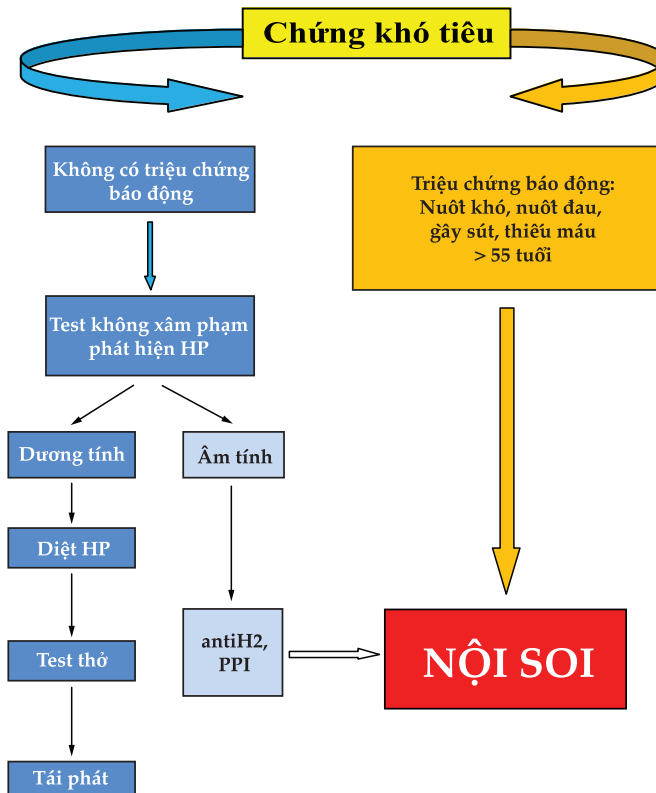 Chứng khó tiêu
Không có triệu chứng
báo động
Triệu chứng báo động:
Nuốt khó, nuốt đau,
gầy sút, thiếu máu
> 55 tuổi
Test không xâm phạm
phát hiện HP
Dương tính
Âm tính
Diệt HP
antiH2,
PPI
NỘI SOI
Test thở
Tái phát